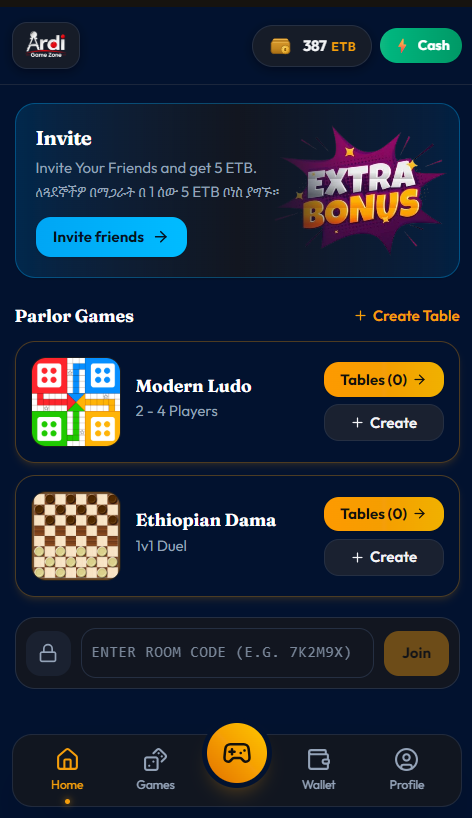 Ardi
Game Zone
387 ETB
Cash
Invite
Invite Your Friends and get 5 ETB.
ለጓደኞችዎ በማጋራት በ 1 ሰው 5 ETB ቦነስ ያግኙ።
Invite friends →
EXTRA
BONUS
Parlor Games
+ Create Table
Modern Ludo
2 - 4 Players
Tables (0) →
+ Create
Ethiopian Dama
1v1 Duel
Tables (0) →
+ Create
ENTER ROOM CODE (E.G. 7K2M9X)
Join
Home
Games
Wallet
Profile